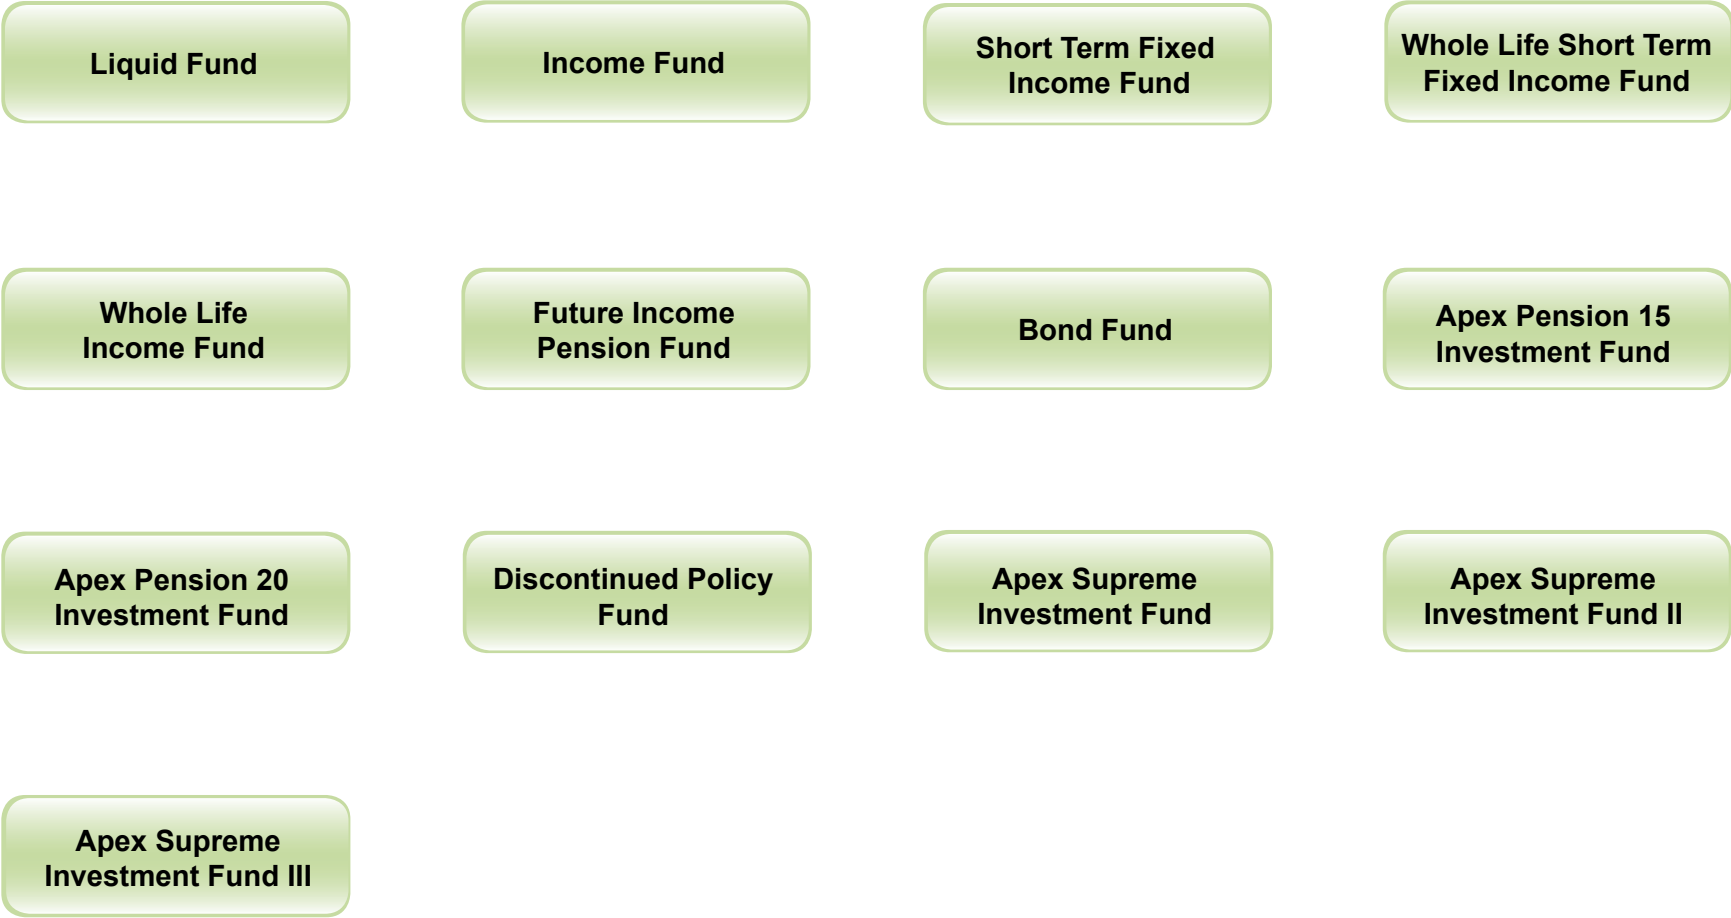 Liquid Fund
Income Fund
Short Term Fixed
Income Fund
Whole Life Short Term
Fixed Income Fund
Whole Life
Income Fund
Future Income
Pension Fund
Bond Fund
Apex Pension 15
Investment Fund
Apex Pension 20
Investment Fund
Discontinued Policy
Fund
Apex Supreme
Investment Fund
Apex Supreme
Investment Fund II
Apex Supreme
Investment Fund III